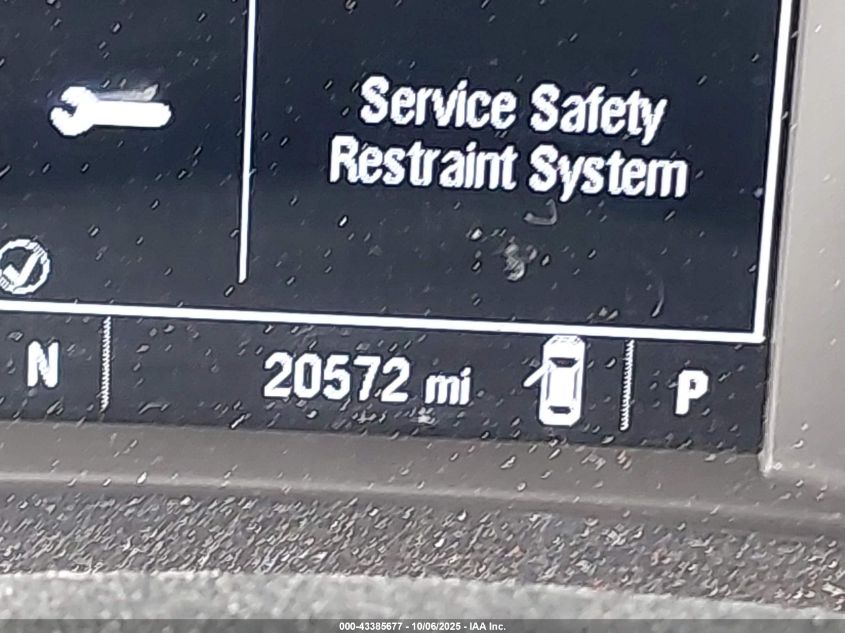 Service Safety
Restraint System
N
20572 mi
P
000-43385677 - 10/06/2025 - IAA Inc.